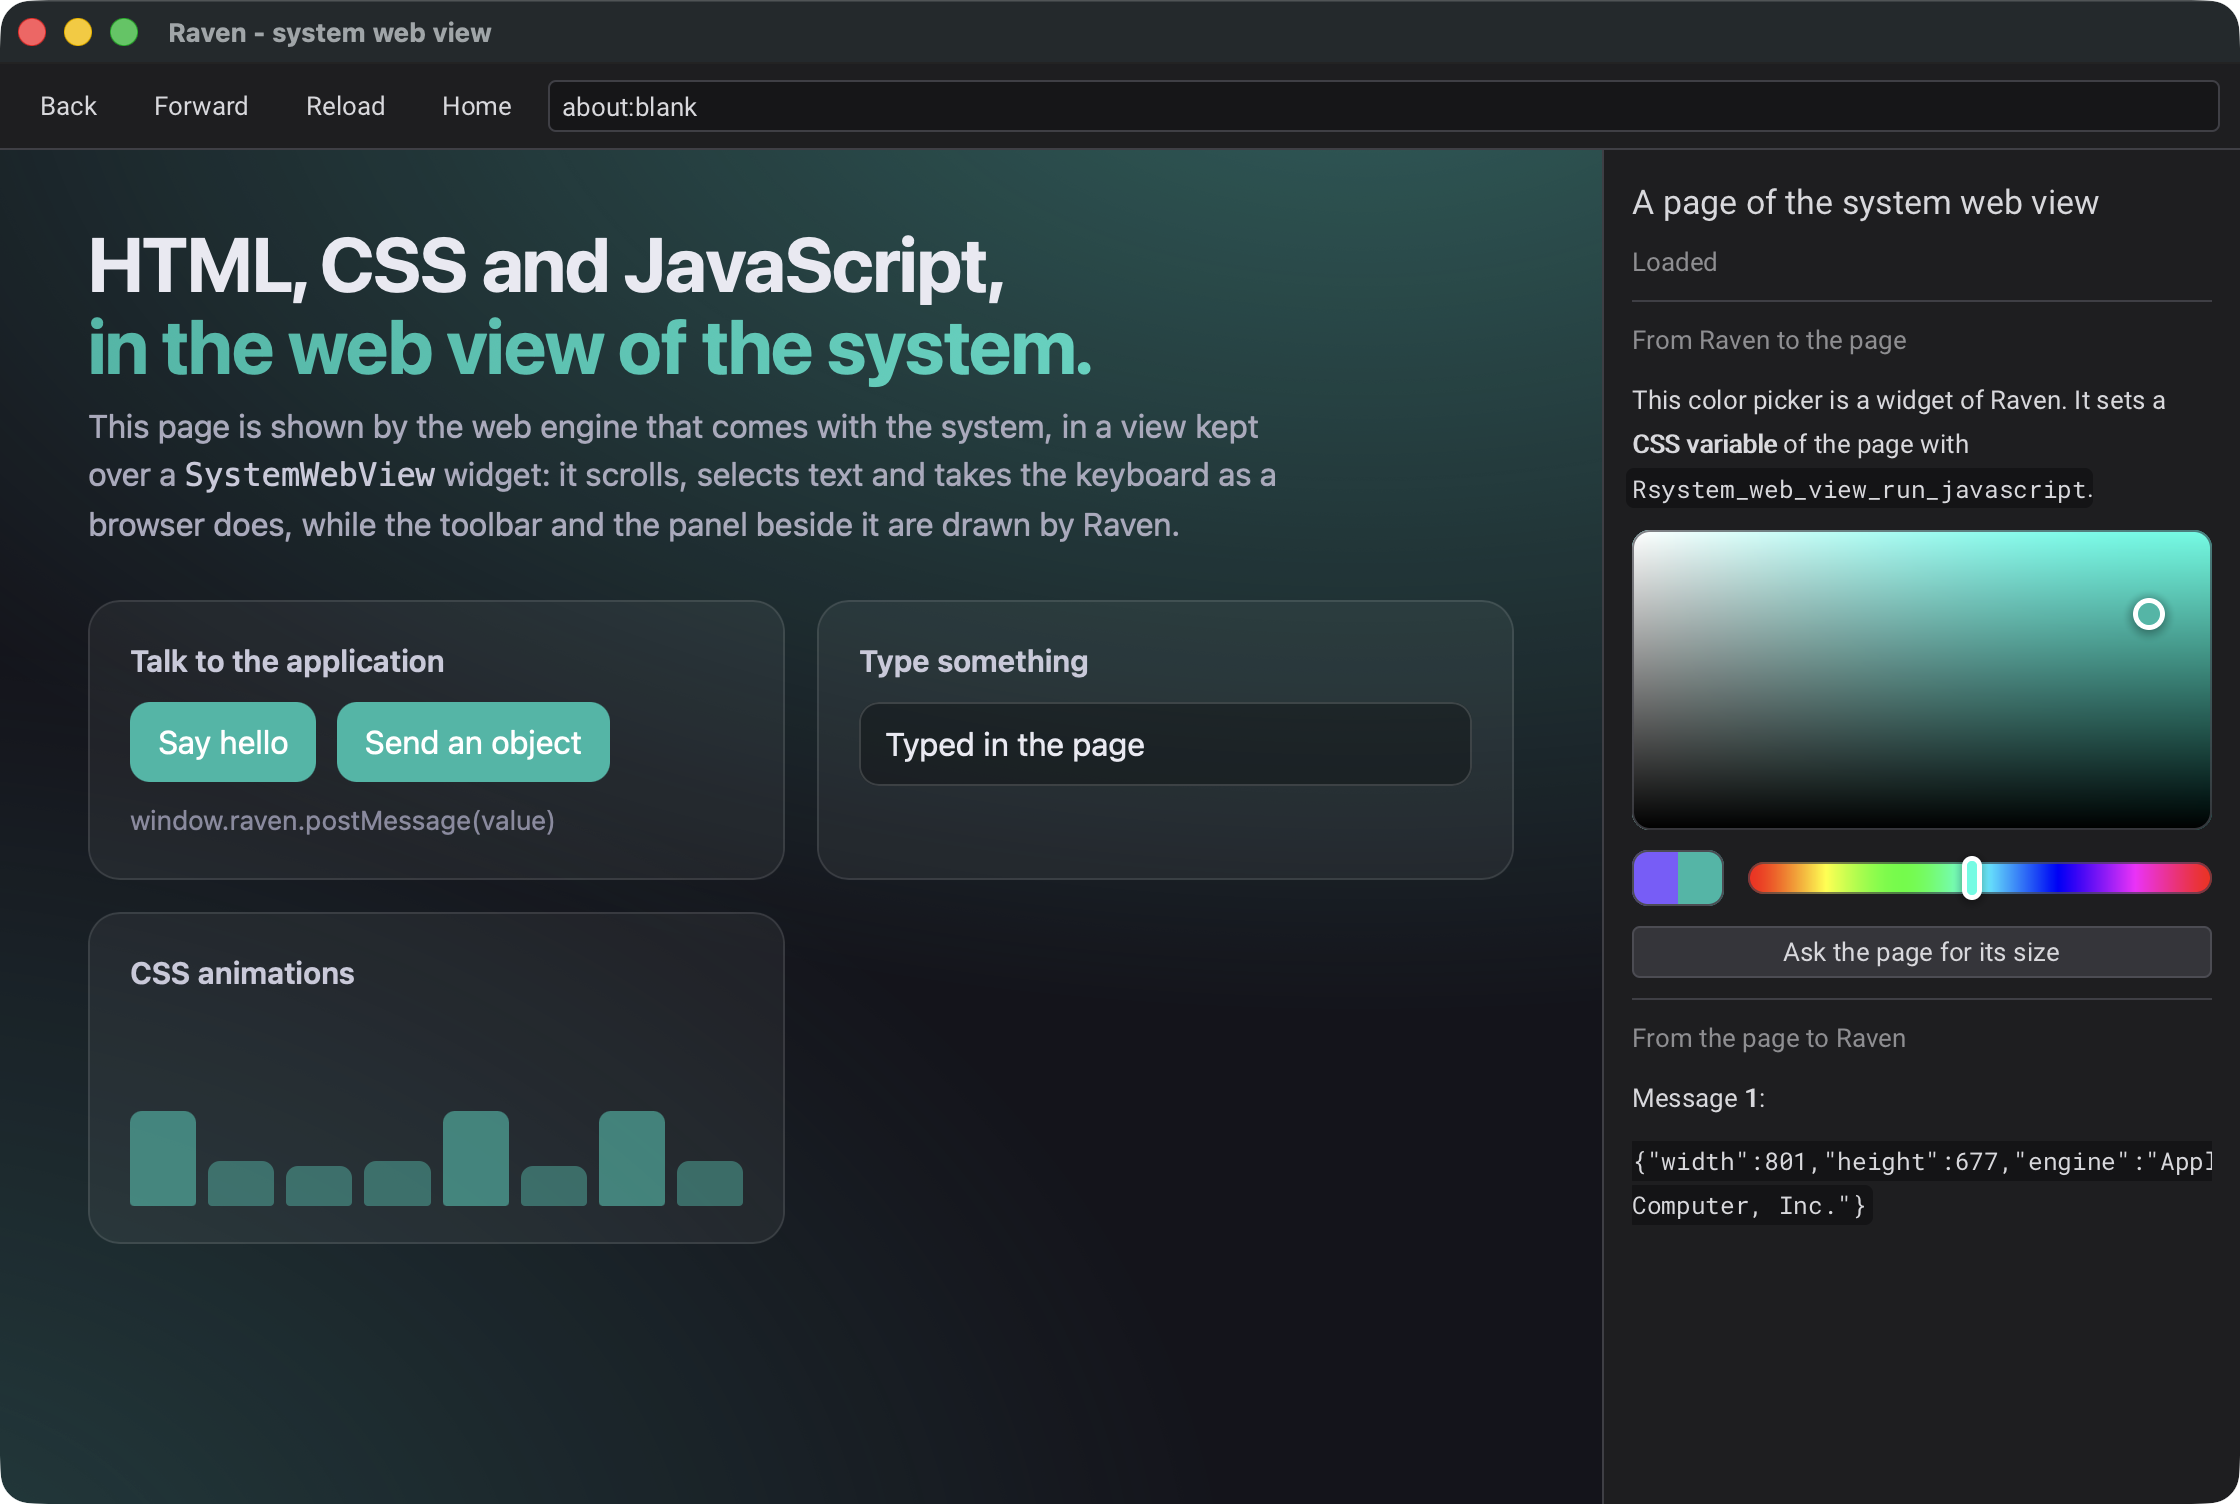 Raven - system web view
Back
Forward
Reload
Home
about:blank
HTML, CSS and JavaScript,
in the web view of the system.
This page is shown by the web engine that comes with the system, in a view kept
over a SystemWebView widget: it scrolls, selects text and takes the keyboard as a
browser does, while the toolbar and the panel beside it are drawn by Raven.
Talk to the application
Say hello
Send an object
window.raven.postMessage(value)
Type something
Typed in the page
CSS animations
A page of the system web view
Loaded
From Raven to the page
This color picker is a widget of Raven. It sets a
CSS variable of the page with
Rsystem_web_view_run_javascript.
Ask the page for its size
From the page to Raven
Message 1:
{"width":801,"height":677,"engine":"Appl
Computer, Inc."}